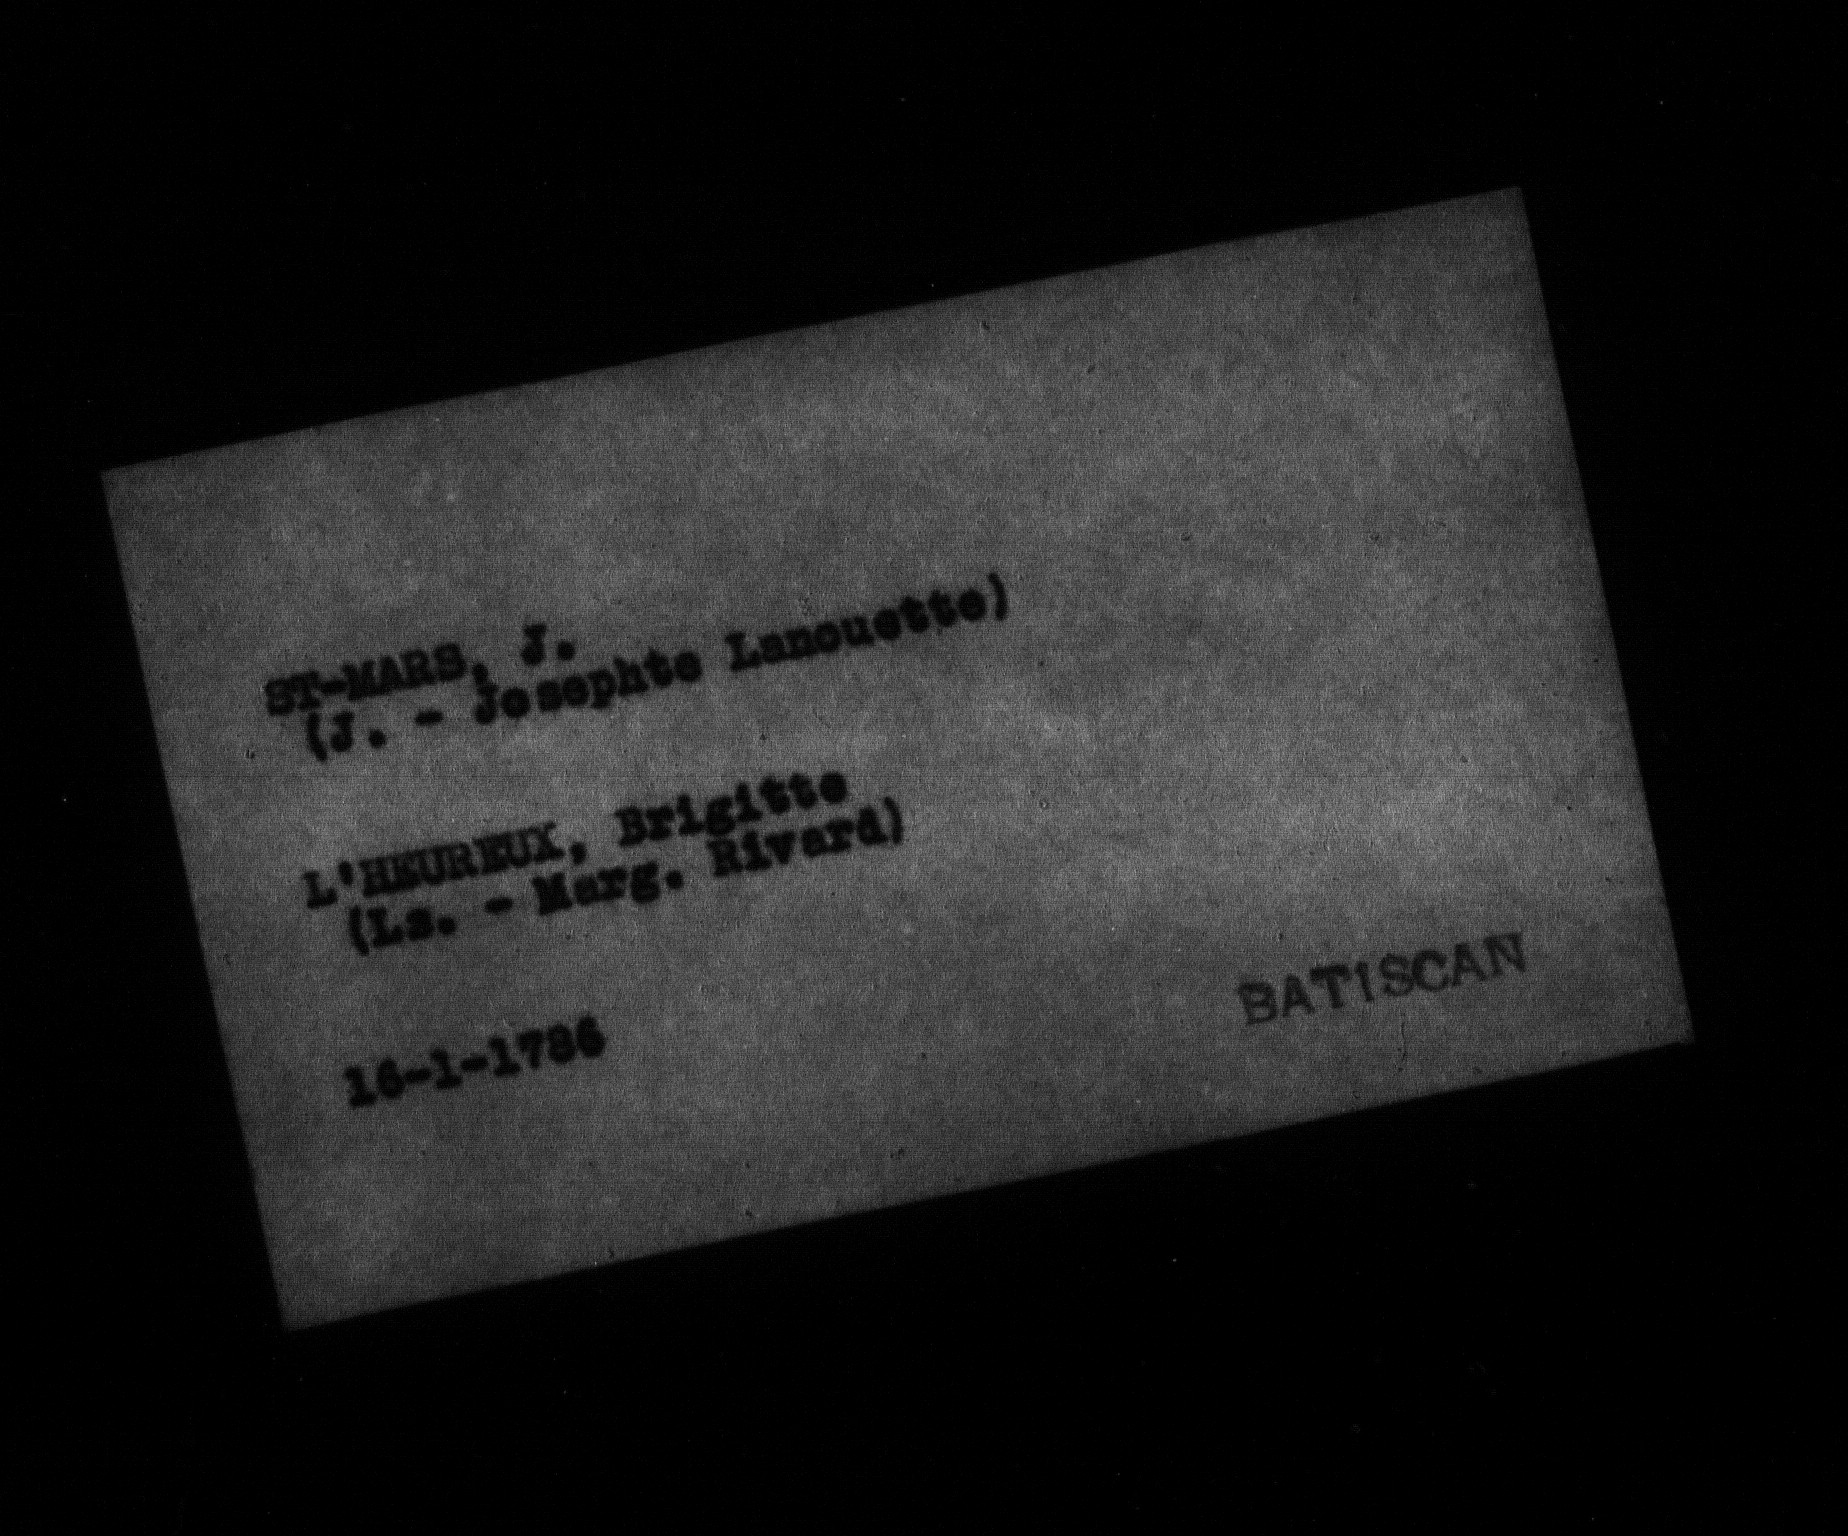 ST-MARS, J.
(J. - Josephte Lanouette)
L'HEUREUX, Brigitte
(Ls. - Marg. Rivard)
16-1-1786
BATISCAN